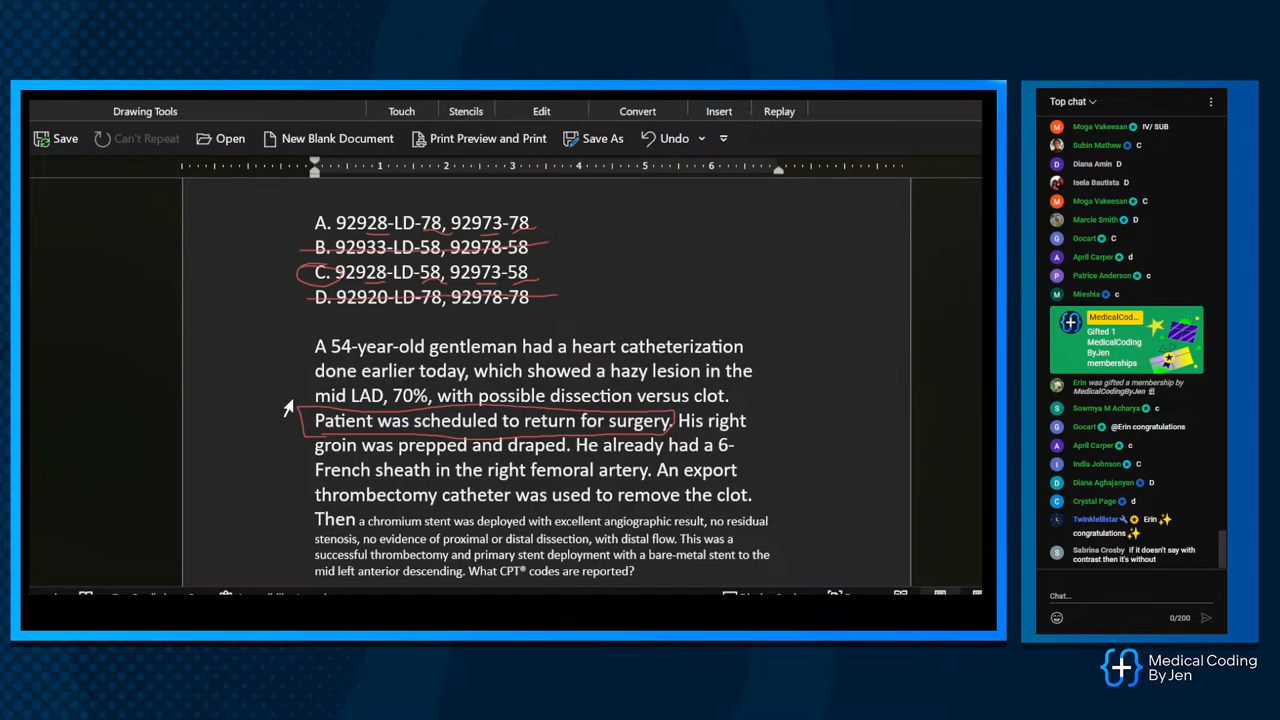 Drawing Tools
Touch
Stencils
Edit
Convert
Insert
Replay
Save
Can't Repeat
Open
New Blank Document
Print Preview and Print
Save As
Undo
1
2
3
4
5
6
A. 92928-LD-78, 92973-78
B. 92933-LD-58, 92978-58
C. 92928-LD-58, 92973-58
D. 92920-LD-78, 92978-78
A 54-year-old gentleman had a heart catheterization
done earlier today, which showed a hazy lesion in the
mid LAD, 70%, with possible dissection versus clot.
Patient was scheduled to return for surgery. His right
groin was prepped and draped. He already had a 6-
French sheath in the right femoral artery. An export
thrombectomy catheter was used to remove the clot.
Then a chromium stent was deployed with excellent angiographic result, no residual
stenosis, no evidence of proximal or distal dissection, with distal flow. This was a
successful thrombectomy and primary stent deployment with a bare-metal stent to the
mid left anterior descending. What CPT® codes are reported?
Top chat
Moga Vakeesan IV/ SUB
Subin Mathew C
Diana Amin D
Isela Bautista D
Moga Vakeesan C
Marcie Smith D
Gocart C
April Carper d
Patrice Anderson c
Mieshia c
MedicalCod...
Gifted 1
MedicalCoding
ByJen
memberships
Erin was gifted a membership by
MedicalCodingByJen
Sowmya M Acharya C
Gocart @Erin congratulations
April Carper C
India Johnson C
Diana Aghajanyan D
Crystal Page d
Twinklelilstar Erin
congratulations
Sabrina Crosby if it doesn't say with
contrast then it's without
Chat...
0/200
Medical Coding
By Jen